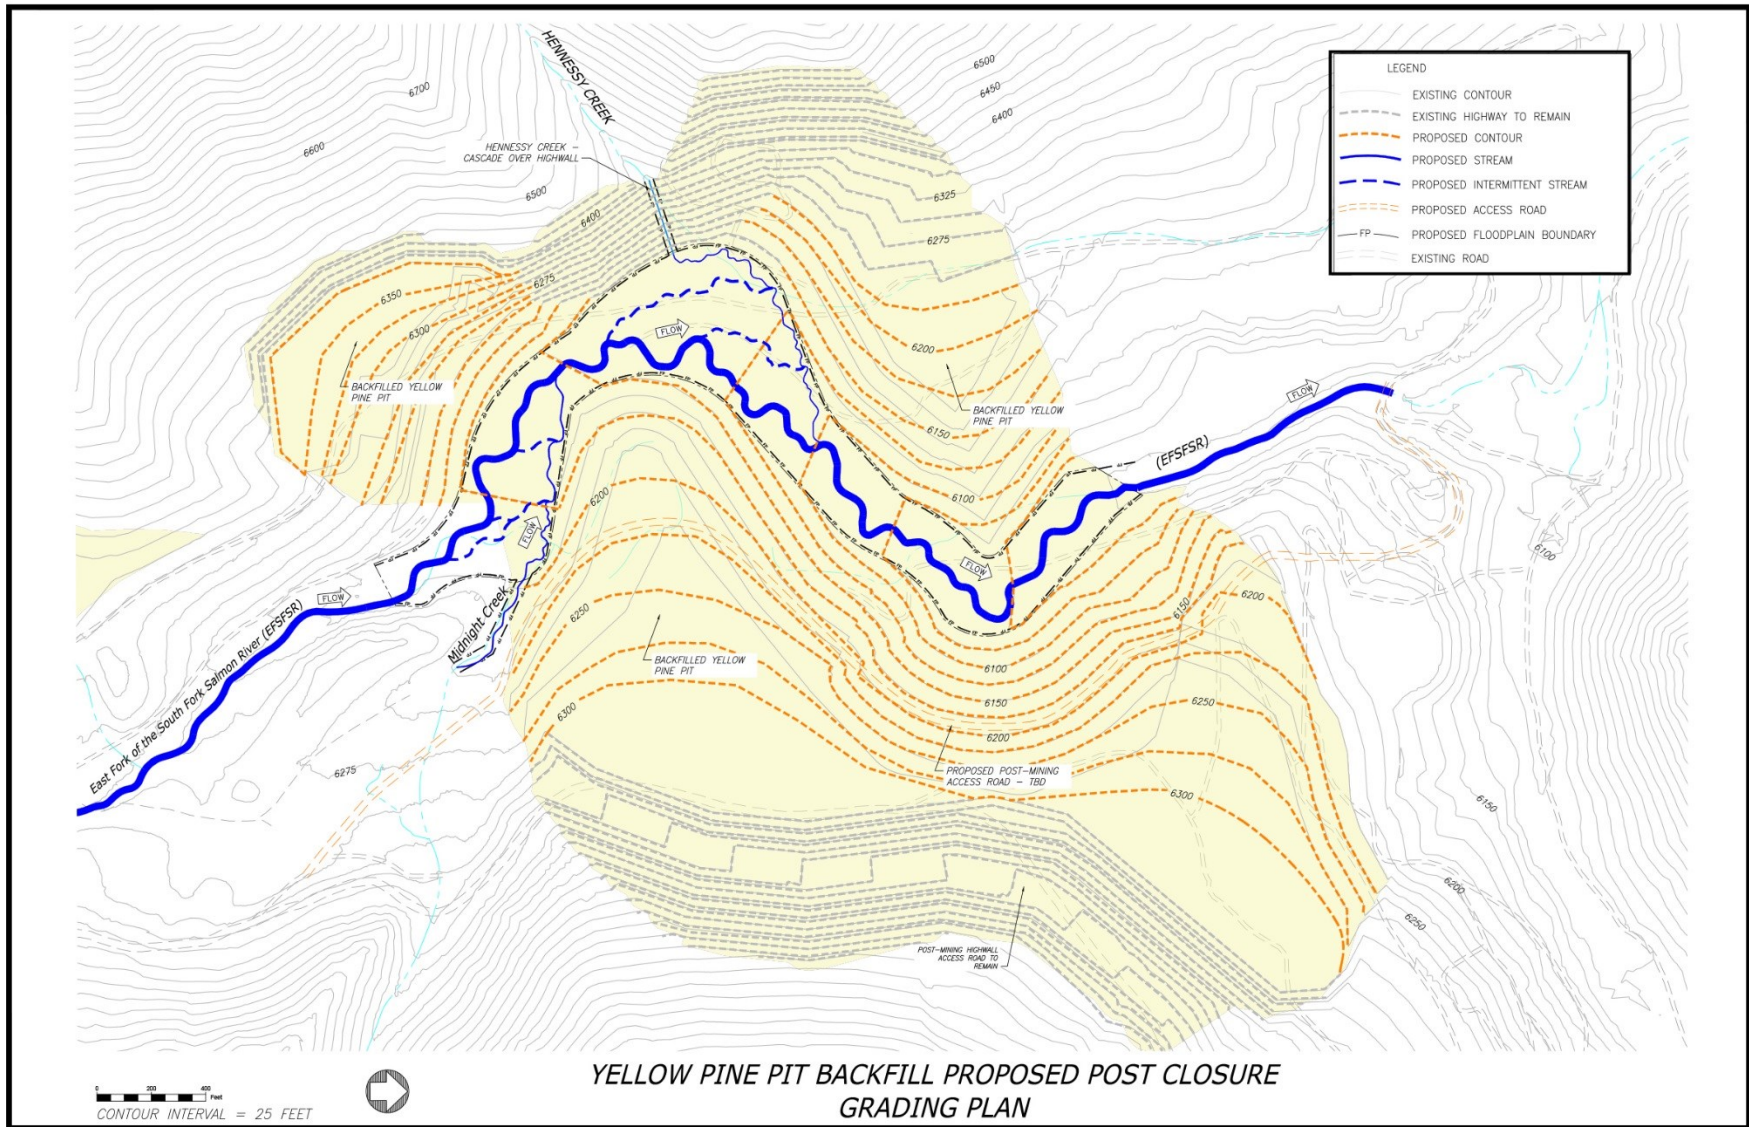 HENNESSY CREEK
6500
6450
6400
6700
6600
6500
6400
HENNESSY CREEK –
CASCADE OVER HIGHWALL
LEGEND
EXISTING CONTOUR
EXISTING HIGHWAY TO REMAIN
PROPOSED CONTOUR
PROPOSED STREAM
PROPOSED INTERMITTENT STREAM
PROPOSED ACCESS ROAD
FP
PROPOSED FLOODPLAIN BOUNDARY
EXISTING ROAD
6325
6275
6275
6350
6300
FLOW
6200
BACKFILLED YELLOW
PINE PIT
BACKFILLED YELLOW
PINE PIT
6150
FLOW
(EFSFSR)
6100
6200
FLOW
6100
FLOW
FLOW
East Fork of the South Fork Salmon River (EFSFSR)
Midnight Creek
6250
6150
6200
BACKFILLED YELLOW
PINE PIT
6100
6150
6250
6300
6200
6275
PROPOSED POST-MINING
ACCESS ROAD – TBD
6300
6150
6200
6250
POST-MINING HIGHWALL
ACCESS ROAD TO
REMAIN
0 200 400
Feet
CONTOUR INTERVAL = 25 FEET
YELLOW PINE PIT BACKFILL PROPOSED POST CLOSURE
GRADING PLAN